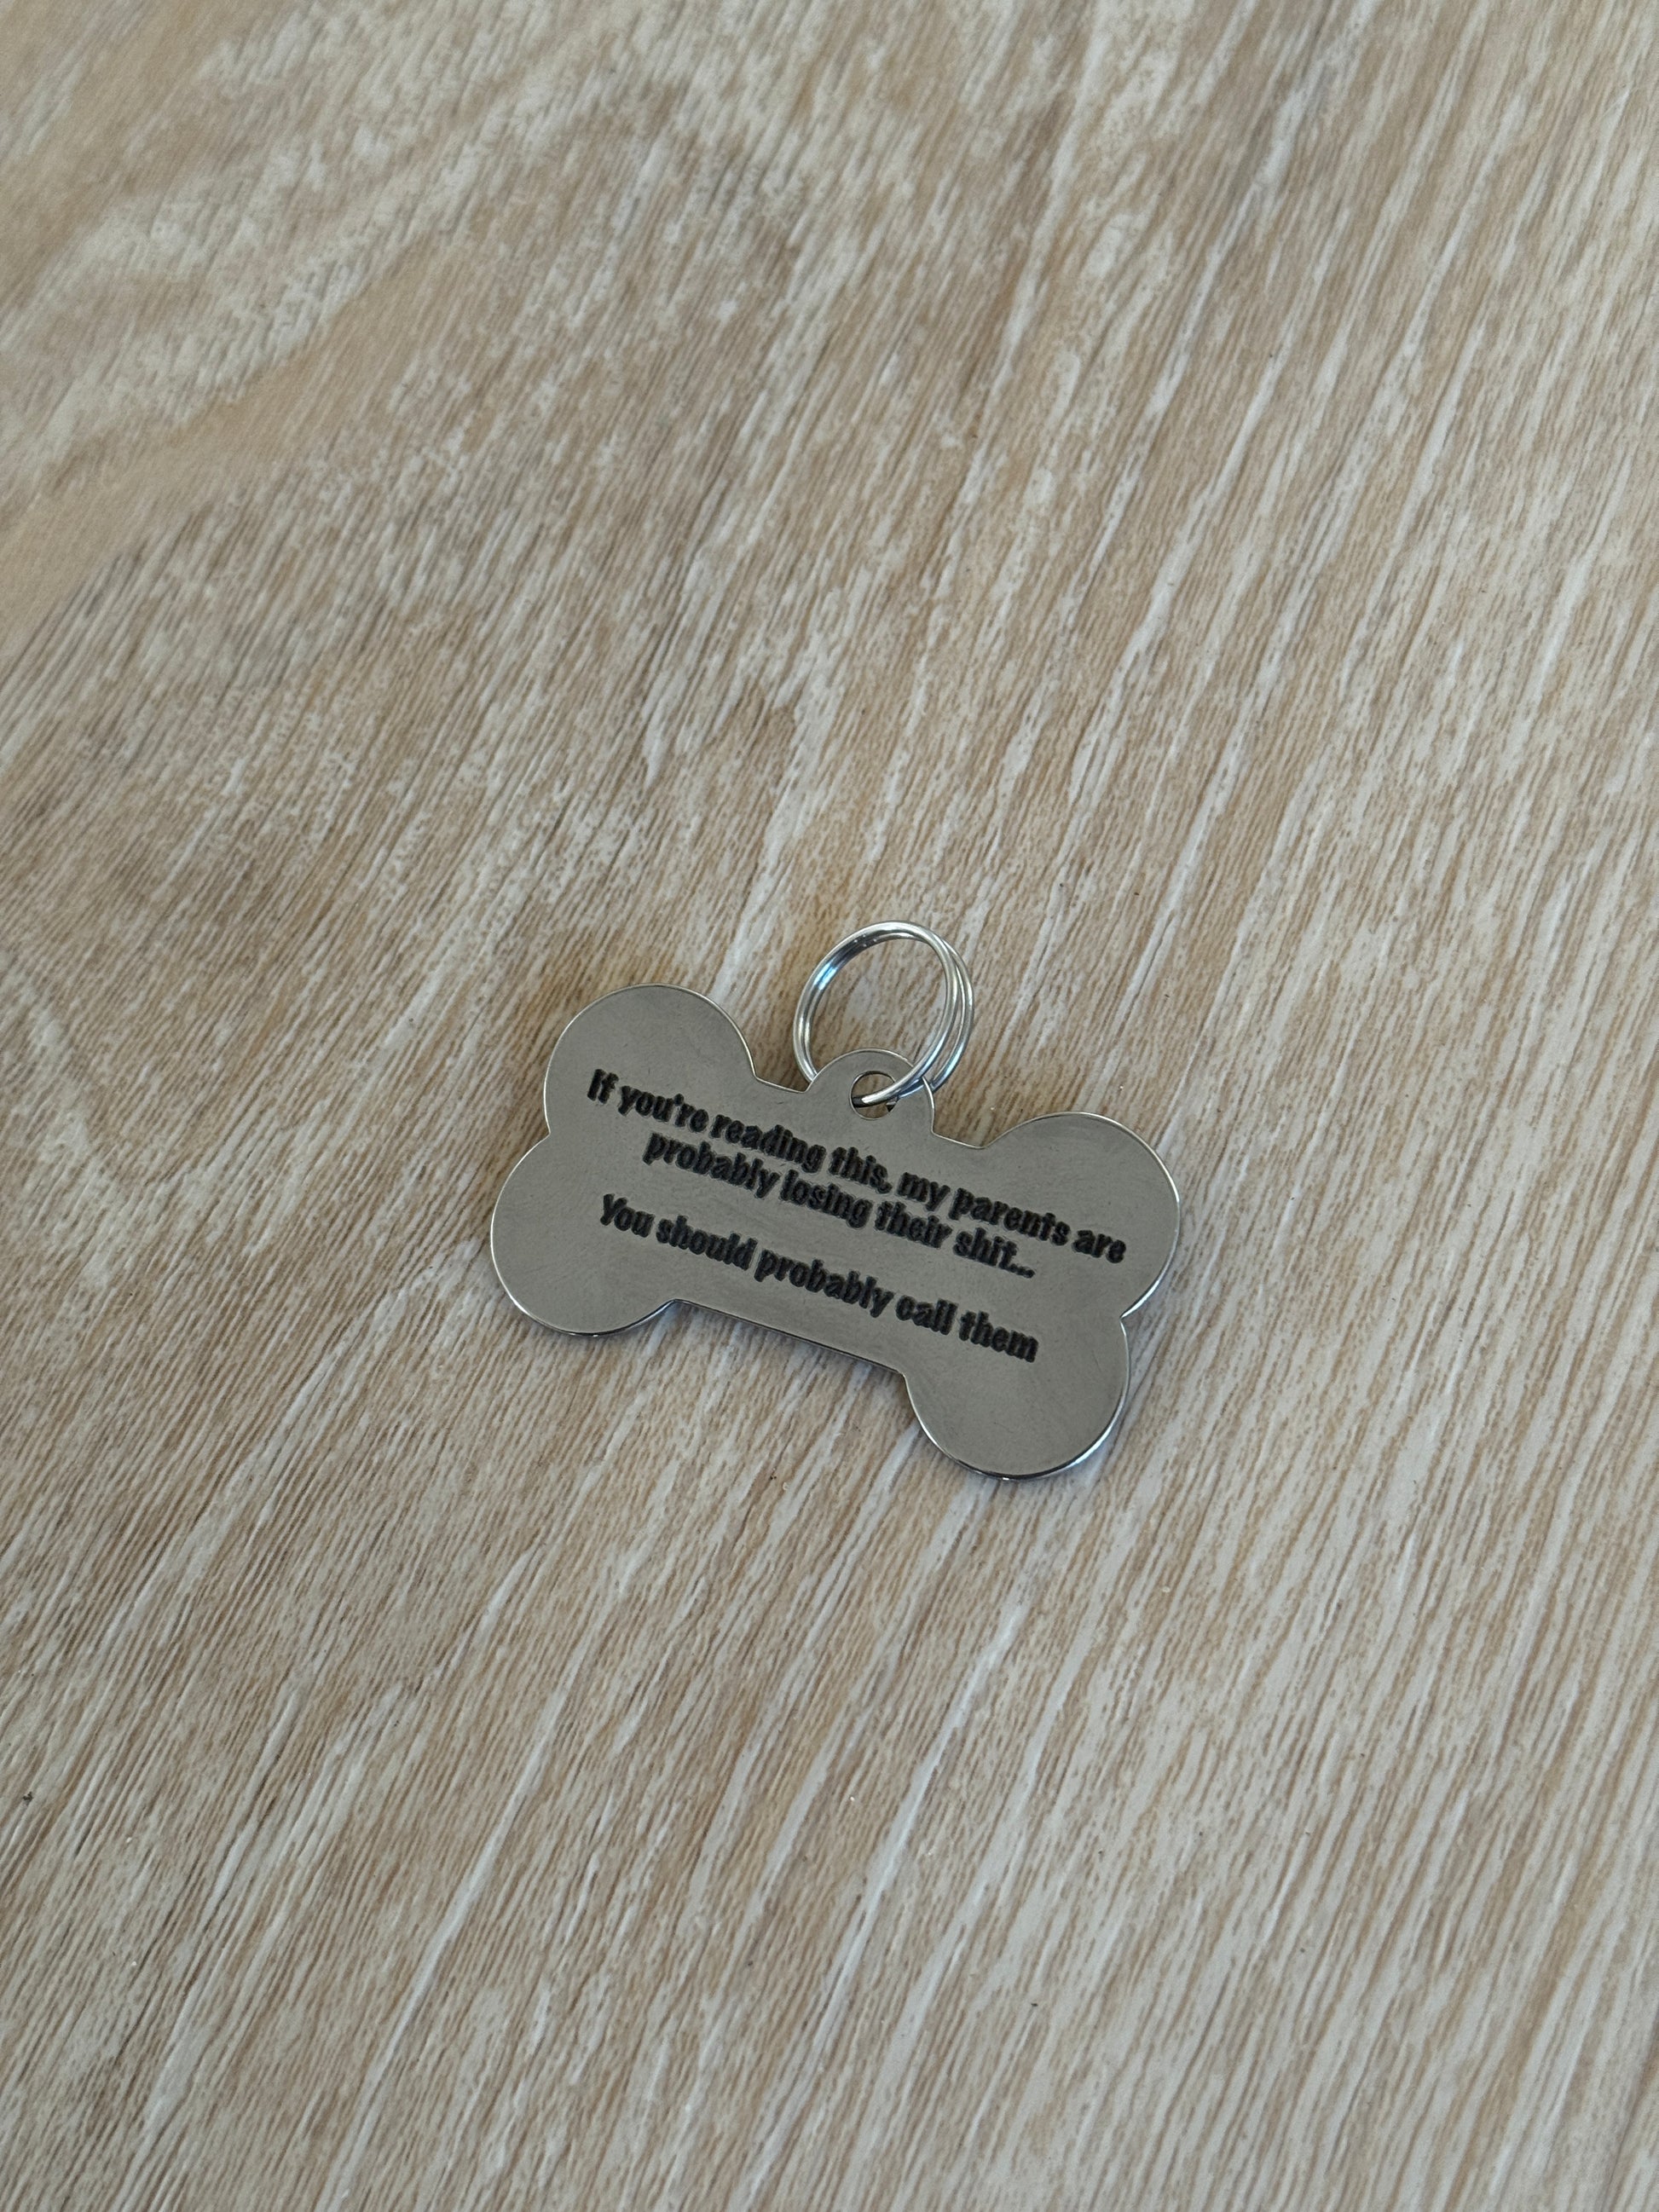 If you're reading this, my parents are
probably losing their shit...
You should probably call them